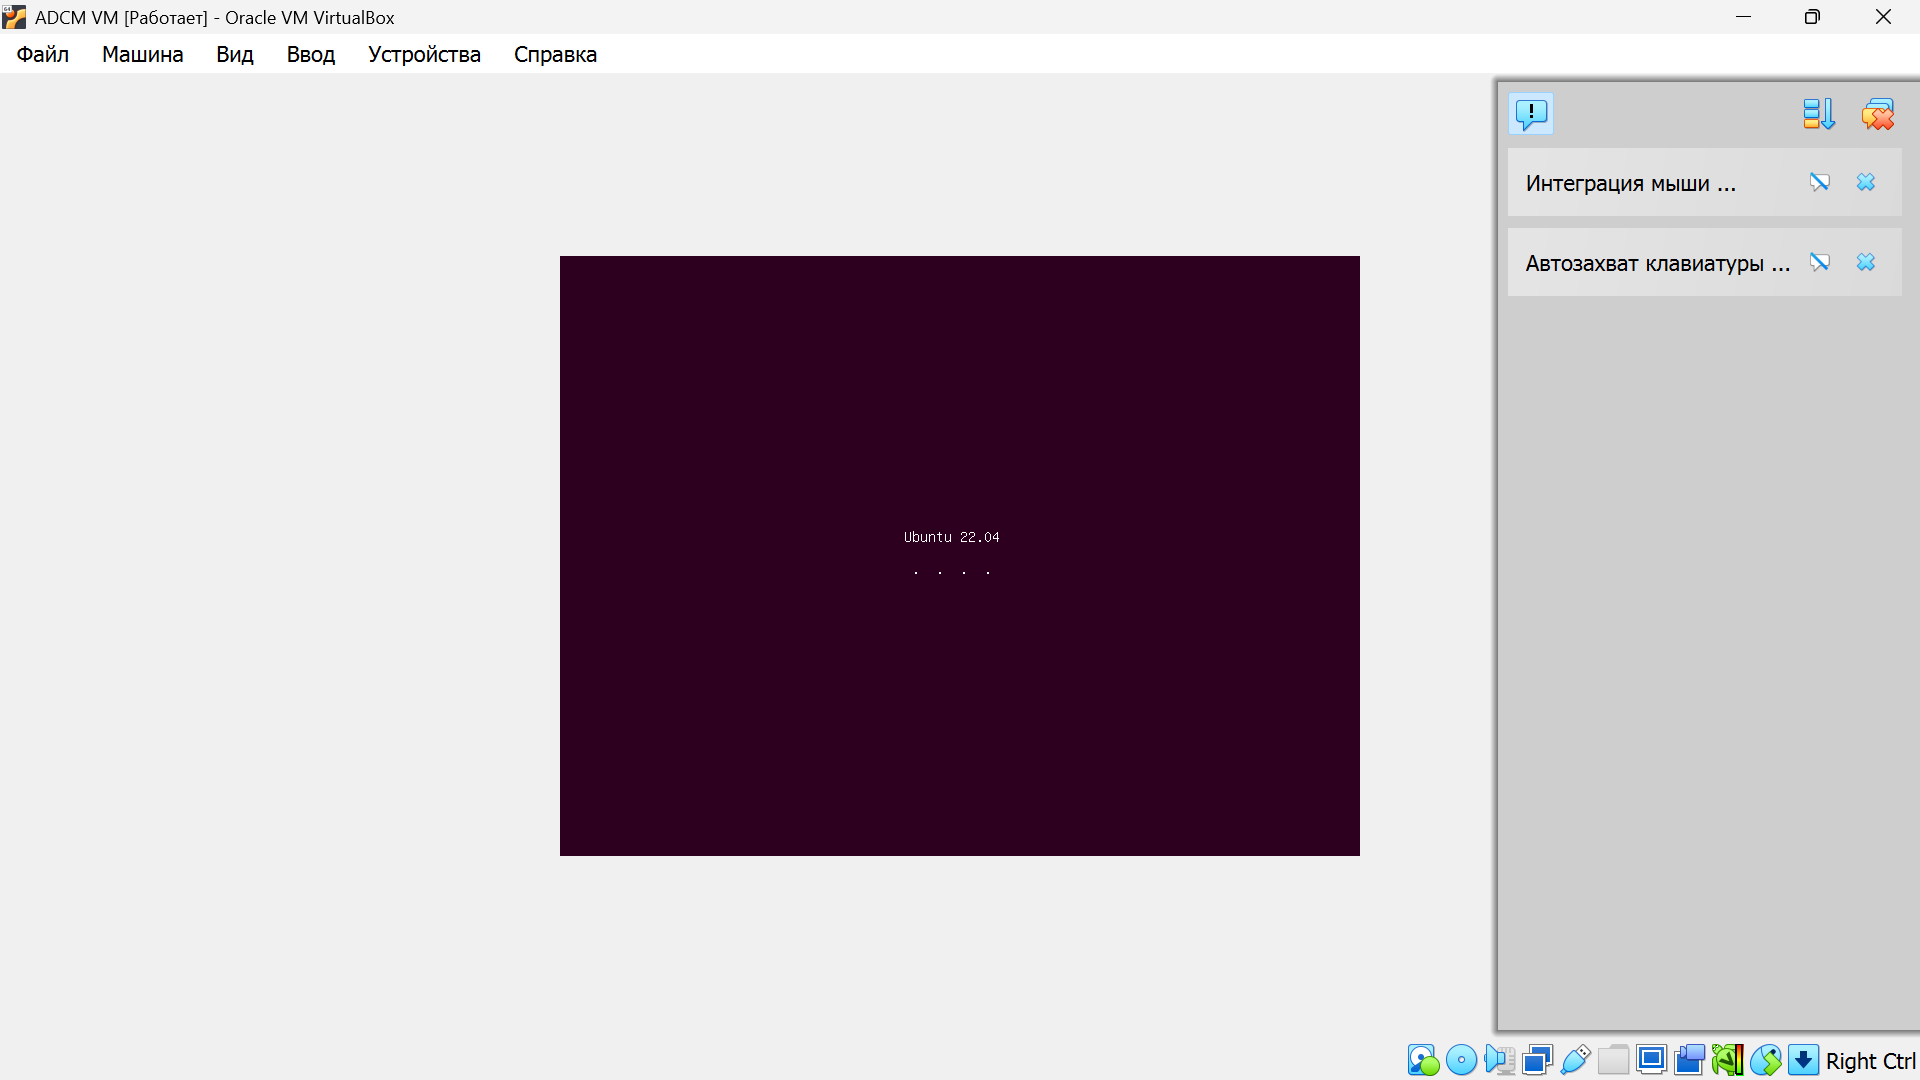 ADCM VM [Работает] - Oracle VM VirtualBox
Файл Машина Вид Ввод Устройства Справка
Интеграция мыши ...
Автозахват клавиатуры ...
Ubuntu 22.04
. . . .
Right Ctrl